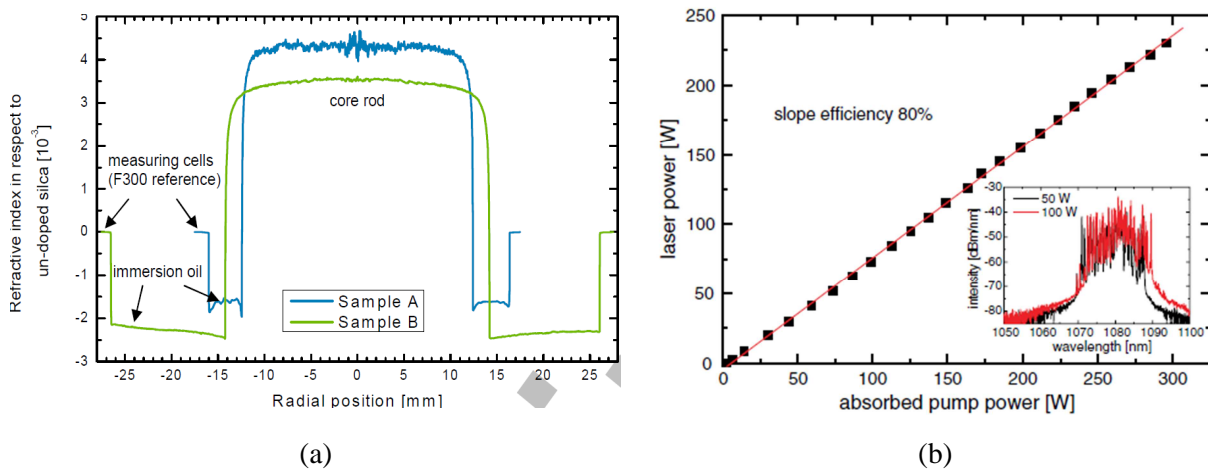 Refractive index in respect to
un-doped silca [10⁻³]
5
4
3
2
1
0
-1
-2
-3
core rod
measuring cells
(F300 reference)
immersion oil
Sample A
Sample B
-25 -20 -15 -10 -5 0 5 10 15 20 25
Radial position [mm]
(a)
laser power [W]
250
200
150
100
50
0
slope efficiency 80%
intensity [dBm/nm]
-30
-40
-50
-60
-70
-80
50 W
100 W
1050 1060 1070 1080 1090 1100
wavelength [nm]
0 50 100 150 200 250 300
absorbed pump power [W]
(b)